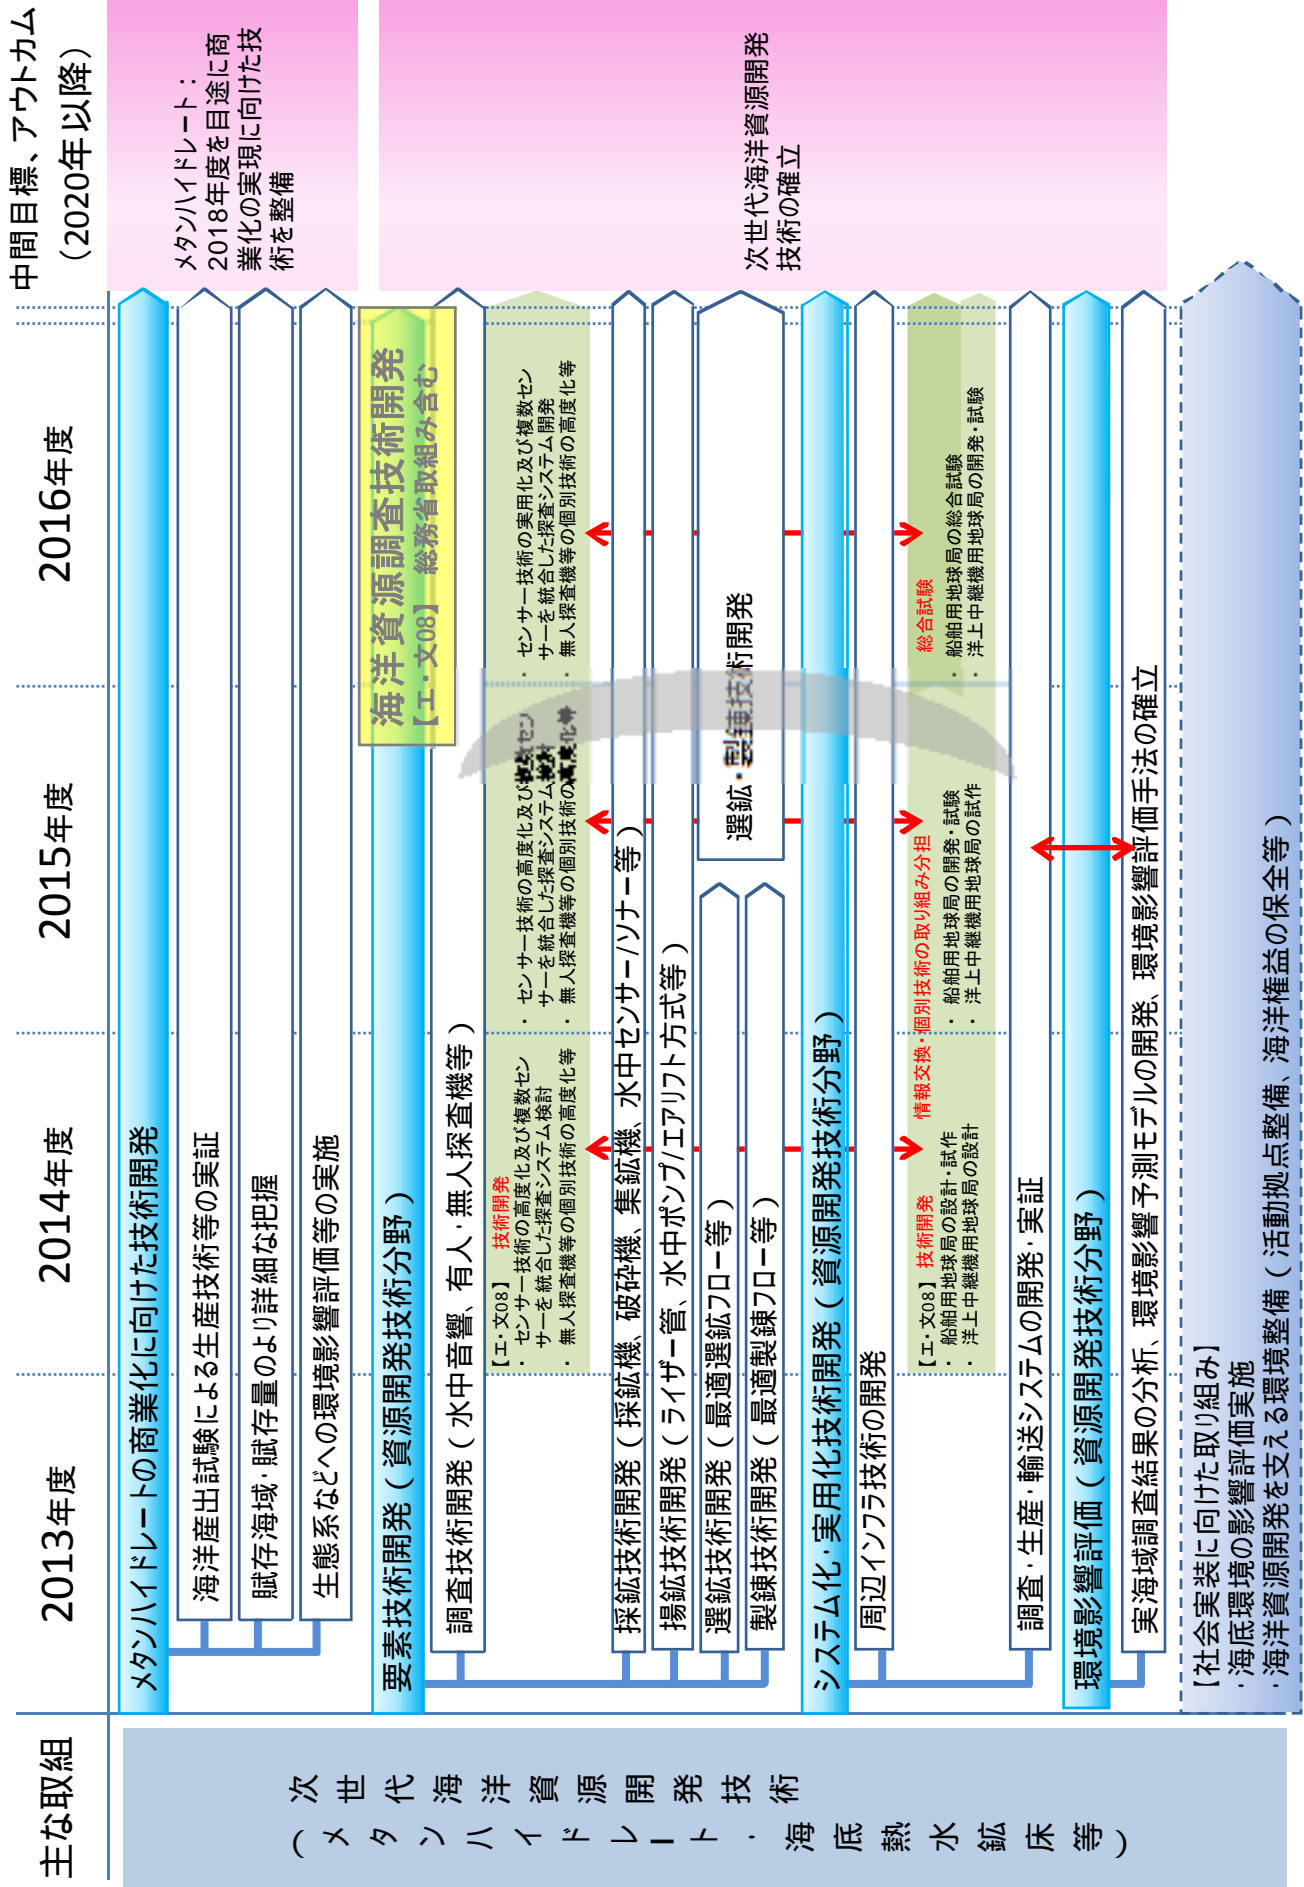 主な取組
2013年度
2014年度
2015年度
2016年度
中間目標、アウトカム
（2020年以降）
次世代海洋資源開発技術
（メタンハイドレート・海底熱水鉱床等）
メタンハイドレートの商業化に向けた技術開発
海洋産出試験による生産技術等の実証
賦存海域・賦存量のより詳細な把握
生態系などへの環境影響評価等の実施
メタンハイドレート：
2018年度を目途に商
業化の実現に向けた技
術を整備
要素技術開発（資源開発技術分野）
海洋資源調査技術開発
【エ・文08】 総務省取組み含む
調査技術開発（水中音響、有人・無人探査機等）
【エ・文08】 技術開発
・ センサー技術の高度化及び複数セン
サーを統合した探査システム検討
・ 無人探査機等の個別技術の高度化等
・ センサー技術の高度化及び複数セン
サーを統合した探査システム検討
・ 無人探査機等の個別技術の高度化等
・ センサー技術の実用化及び複数セン
サーを統合した探査システム開発
・ 無人探査機等の個別技術の高度化等
採鉱技術開発（採鉱機、破砕機、集鉱機、水中センサー/ソナー等）
揚鉱技術開発（ライザー管、水中ポンプ/エアリフト方式等）
選鉱技術開発（最適選鉱フロー等）
製錬技術開発（最適製錬フロー等）
選鉱・製錬技術開発
次世代海洋資源開発
技術の確立
システム化・実用化技術開発（資源開発技術分野）
周辺インフラ技術の開発
【エ・文08】 技術開発
・ 船舶用地球局の設計・試作
・ 洋上中継機用地球局の設計
情報交換・個別技術の取り組み分担
・ 船舶用地球局の開発・試験
・ 洋上中継機用地球局の試作
総合試験
・ 船舶用地球局の総合試験
・ 洋上中継機用地球局の開発・試験
調査・生産・輸送システムの開発・実証
環境影響評価（資源開発技術分野）
実海域調査結果の分析、環境影響予測モデルの開発、環境影響評価手法の確立
【社会実装に向けた取り組み】
・海底環境の影響評価実施
・海洋資源開発を支える環境整備（活動拠点整備、海洋権益の保全等）